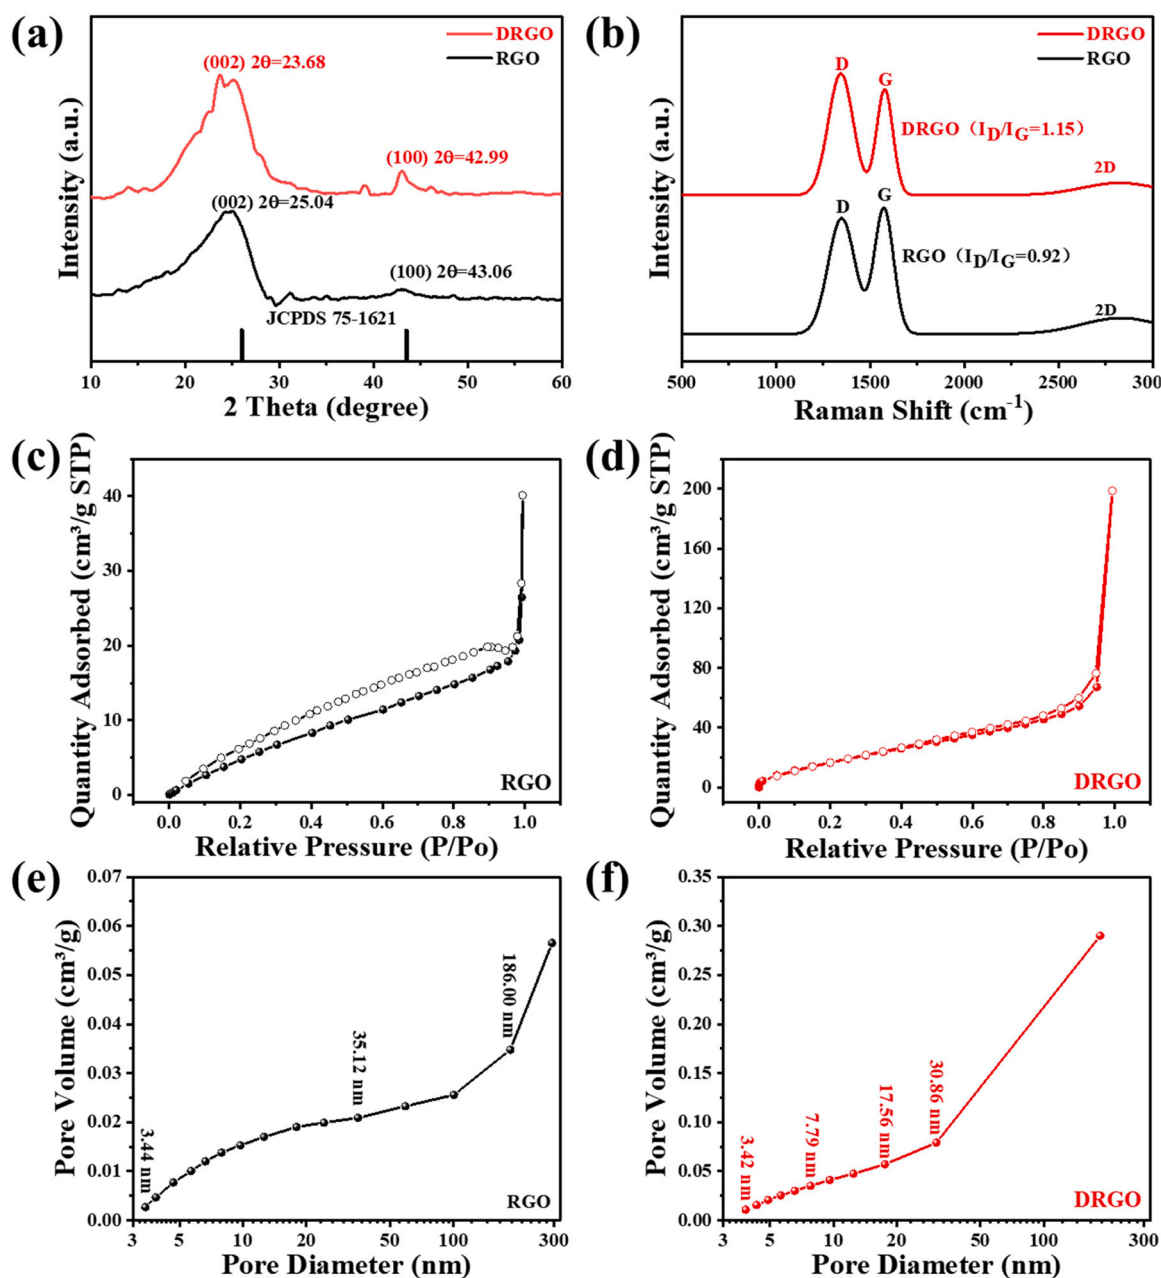 (a)
DRGO
RGO
(002) 2θ=23.68
(100) 2θ=42.99
(002) 2θ=25.04
(100) 2θ=43.06
JCPDS 75-1621
Intensity (a.u.)
10 20 30 40 50 60
2 Theta (degree)
(b)
DRGO
RGO
D
G
DRGO（I_D/I_G=1.15）
2D
D
G
RGO（I_D/I_G=0.92）
2D
Intensity (a.u.)
500 1000 1500 2000 2500 300
Raman Shift (cm⁻¹)
(c)
Quantity Adsorbed (cm³/g STP)
40
30
20
10
0
RGO
0.0 0.2 0.4 0.6 0.8 1.0
Relative Pressure (P/Po)
(d)
Quantity Adsorbed (cm³/g STP)
200
160
120
80
40
0
DRGO
0.0 0.2 0.4 0.6 0.8 1.0
Relative Pressure (P/Po)
(e)
Pore Volume (cm³/g)
0.07
0.06
0.05
0.04
0.03
0.02
0.01
0.00
3.44 nm
35.12 nm
186.00 nm
RGO
3 5 10 20 50 100 300
Pore Diameter (nm)
(f)
Pore Volume (cm³/g)
0.35
0.30
0.25
0.20
0.15
0.10
0.05
0.00
3.42 nm
7.79 nm
17.56 nm
30.86 nm
DRGO
3 5 10 20 50 100 300
Pore Diameter (nm)